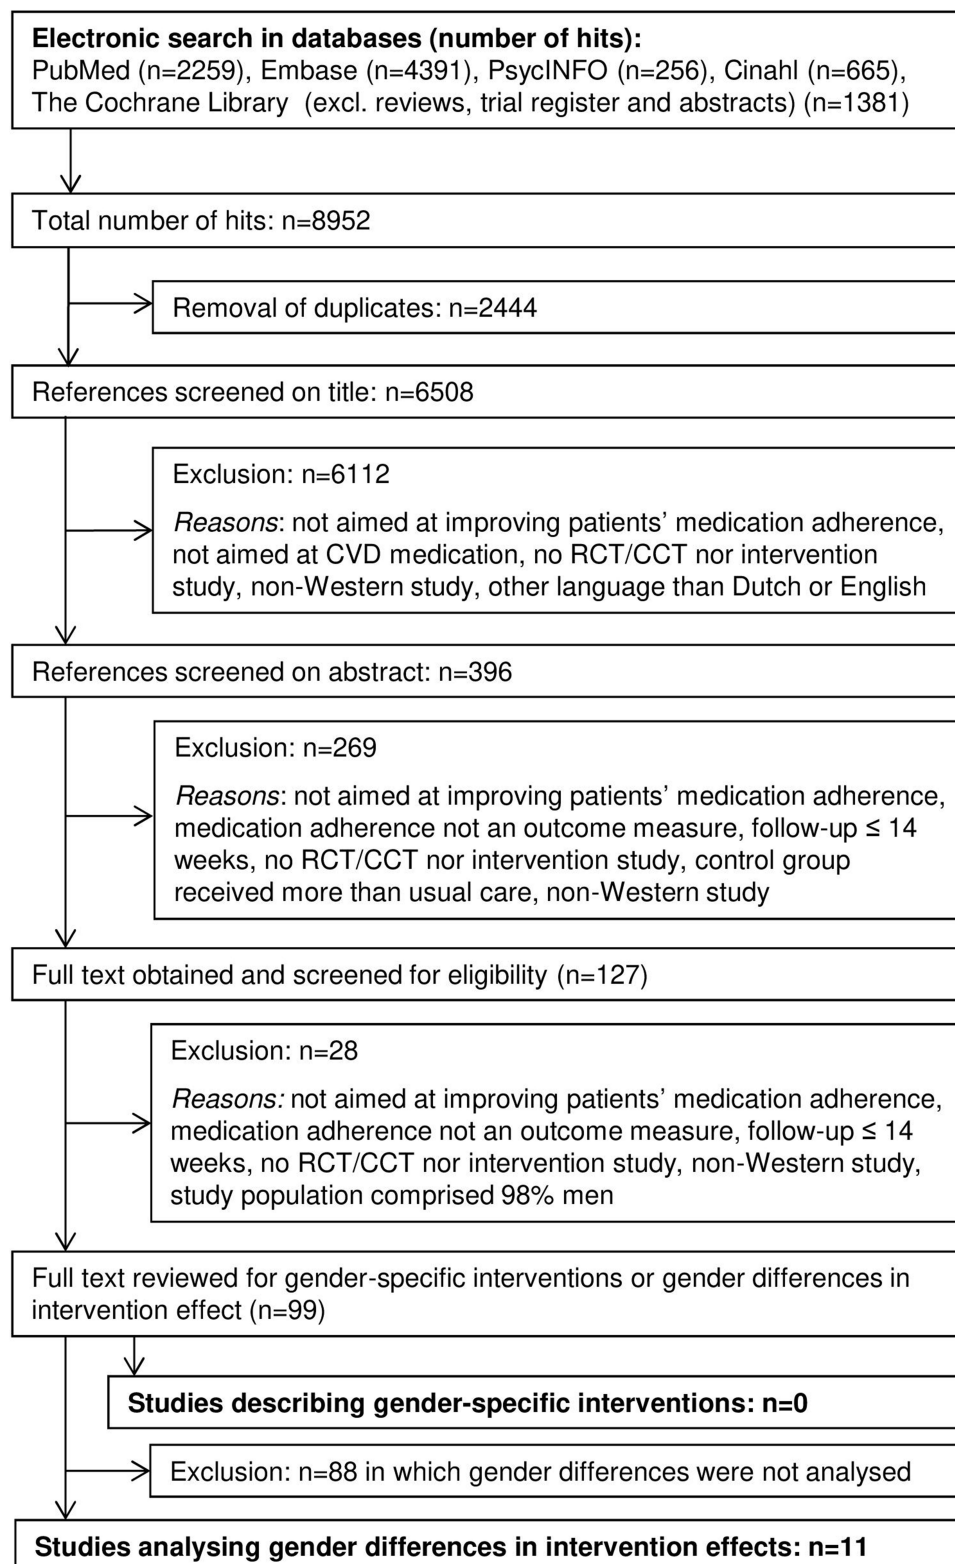 Electronic search in databases (number of hits):
PubMed (n=2259), Embase (n=4391), PsycINFO (n=256), Cinahl (n=665),
The Cochrane Library  (excl. reviews, trial register and abstracts) (n=1381)
Total number of hits: n=8952
Removal of duplicates: n=2444
References screened on title: n=6508
Exclusion: n=6112
Reasons: not aimed at improving patients’ medication adherence,
not aimed at CVD medication, no RCT/CCT nor intervention
study, non-Western study, other language than Dutch or English
References screened on abstract: n=396
Exclusion: n=269
Reasons: not aimed at improving patients’ medication adherence,
medication adherence not an outcome measure, follow-up ≤ 14
weeks, no RCT/CCT nor intervention study, control group
received more than usual care, non-Western study
Full text obtained and screened for eligibility (n=127)
Exclusion: n=28
Reasons: not aimed at improving patients’ medication adherence,
medication adherence not an outcome measure, follow-up ≤ 14
weeks, no RCT/CCT nor intervention study, non-Western study,
study population comprised 98% men
Full text reviewed for gender-specific interventions or gender differences in
intervention effect (n=99)
Studies describing gender-specific interventions: n=0
Exclusion: n=88 in which gender differences were not analysed
Studies analysing gender differences in intervention effects: n=11